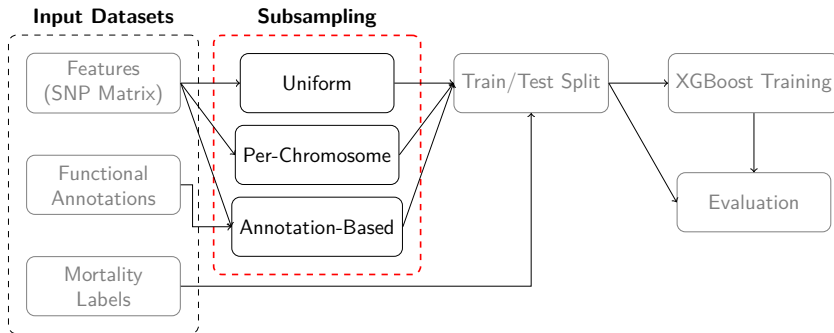 Input Datasets
Subsampling
Features
(SNP Matrix)
Functional
Annotations
Mortality
Labels
Uniform
Per-Chromosome
Annotation-Based
Train/Test Split
XGBoost Training
Evaluation